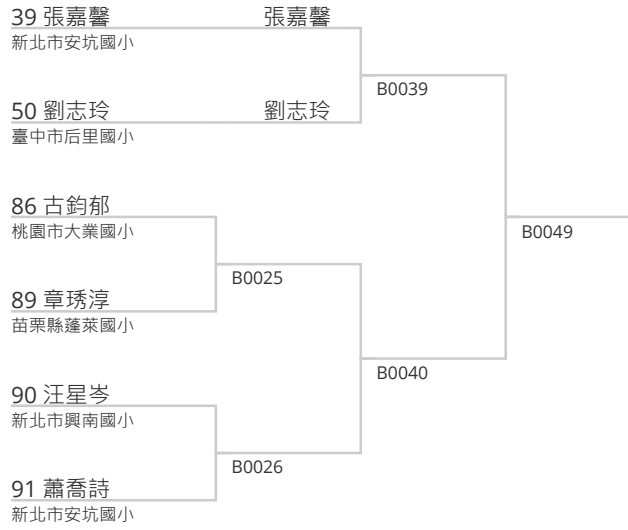 39 張嘉馨 張嘉馨
新北市安坑國小
B0039
50 劉志玲 劉志玲
臺中市后里國小
86 古鈞郁
桃園市大業國小
B0049
B0025
89 章琇淳
苗栗縣蓬萊國小
B0040
90 汪星岑
新北市興南國小
B0026
91 蕭喬詩
新北市安坑國小